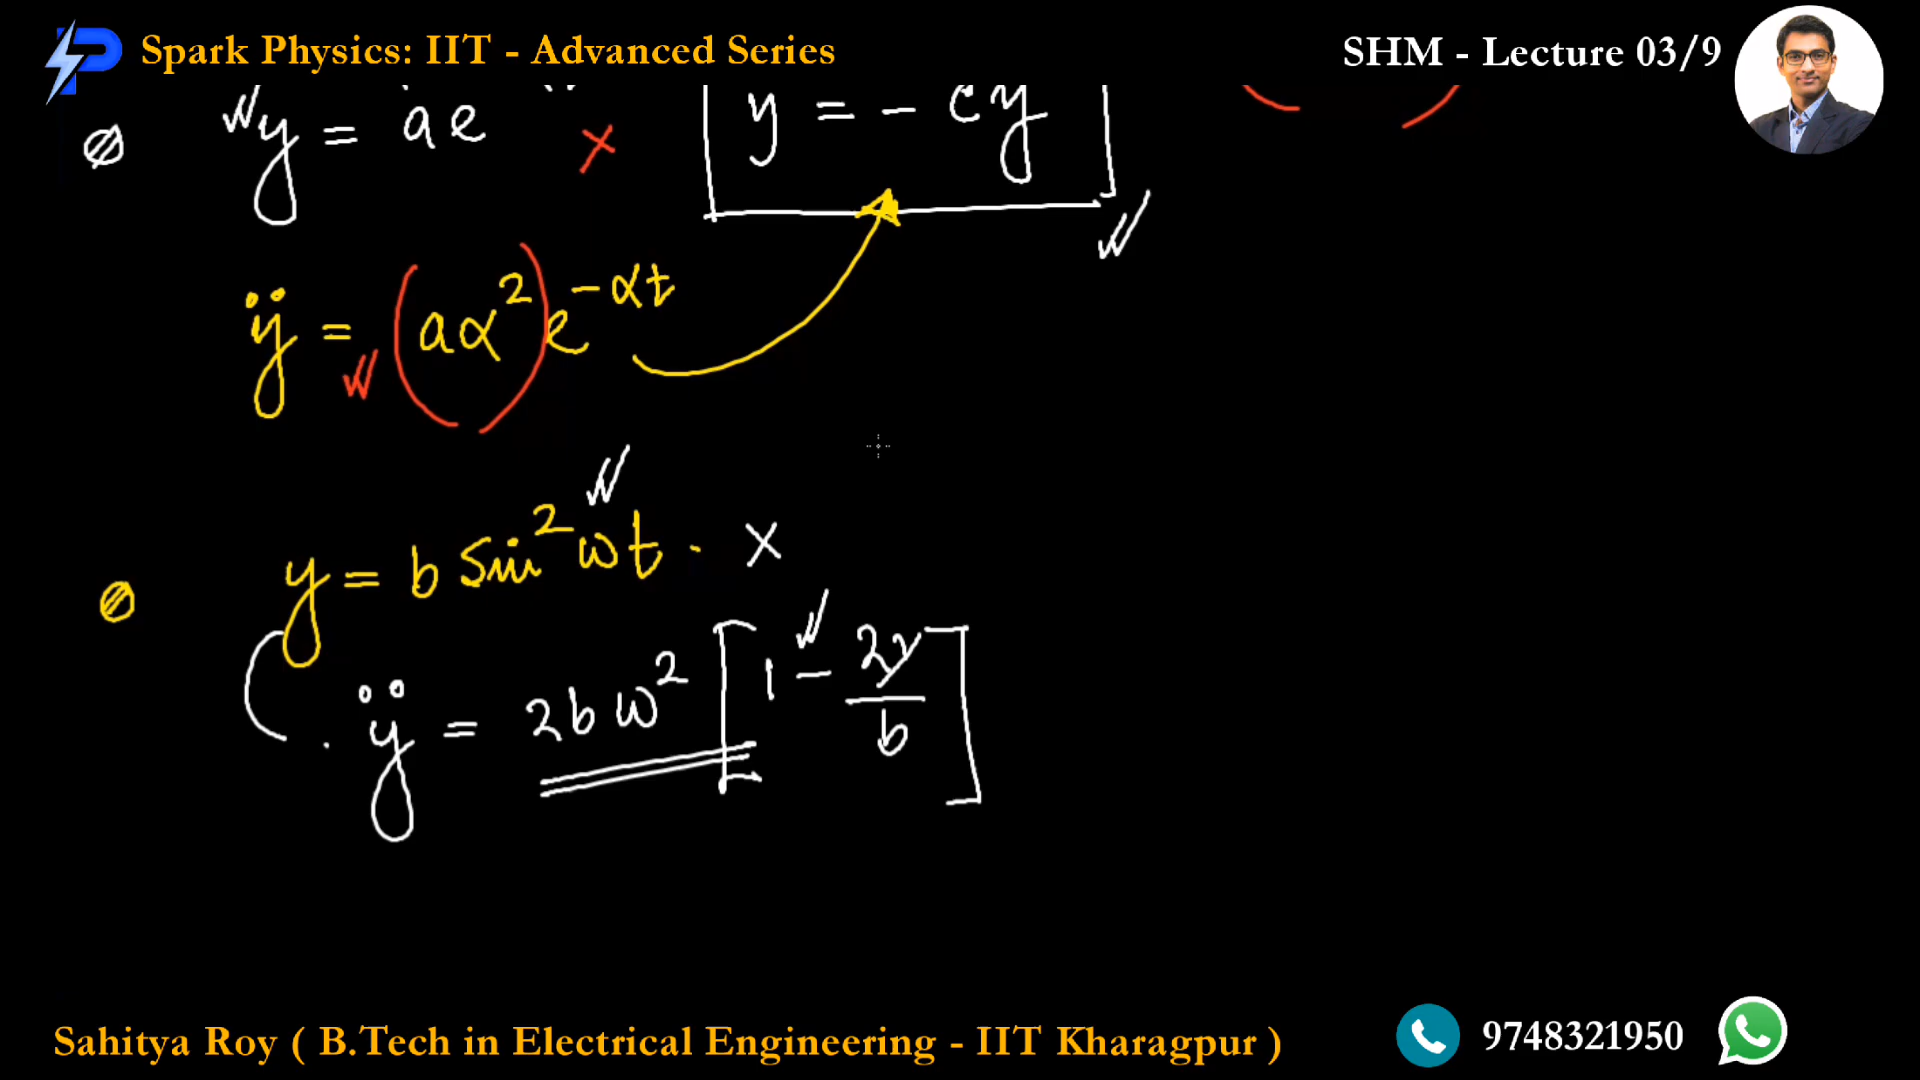 Spark Physics: IIT - Advanced Series
SHM - Lecture 03/9
y = ae
y = - cy
ÿ = (aα²)e^-αt
y = b Sin²ωt. ×
ÿ = 2bω² [1 - 2y/b]
Sahitya Roy ( B.Tech in Electrical Engineering - IIT Kharagpur )
9748321950